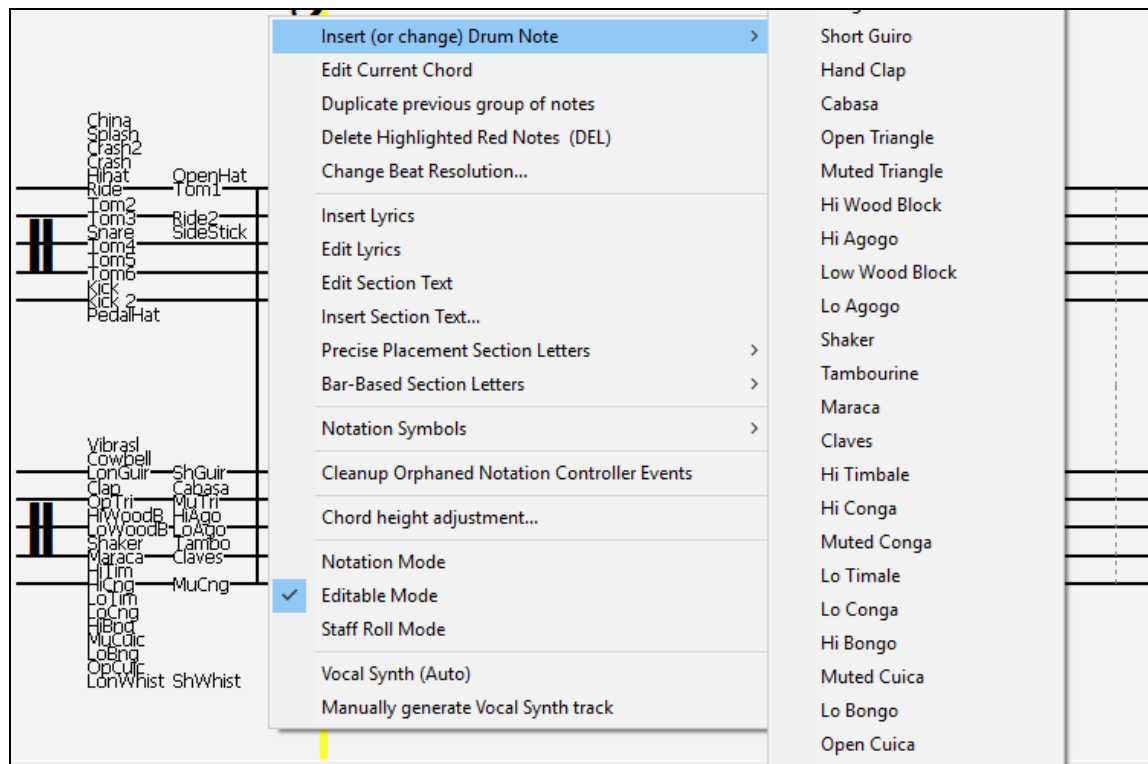 China
Splash
Crash2
Crash
Hihat OpenHat
Ride Tom1
Tom2
Tom3 Ride2
Snare SideStick
Tom4
Tom5
Tom6
Kick
Kick 2
PedalHat
Vibrasl
Cowbell
LonGuir ShGuir
Clap Cabasa
OpTri MuTri
HiWoodB HiAgo
LoWoodB LoAgo
Shaker Tambo
Maraca Claves
HiTim
HiCng MuCng
LoTim
LoCng
HiBng
MuCuic
LoBng
OpCuic
LonWhist ShWhist
Insert (or change) Drum Note
Edit Current Chord
Duplicate previous group of notes
Delete Highlighted Red Notes (DEL)
Change Beat Resolution...
Insert Lyrics
Edit Lyrics
Edit Section Text
Insert Section Text...
Precise Placement Section Letters
Bar-Based Section Letters
Notation Symbols
Cleanup Orphaned Notation Controller Events
Chord height adjustment...
Notation Mode
Editable Mode
Staff Roll Mode
Vocal Synth (Auto)
Manually generate Vocal Synth track
Short Guiro
Hand Clap
Cabasa
Open Triangle
Muted Triangle
Hi Wood Block
Hi Agogo
Low Wood Block
Lo Agogo
Shaker
Tambourine
Maraca
Claves
Hi Timbale
Hi Conga
Muted Conga
Lo Timale
Lo Conga
Hi Bongo
Muted Cuica
Lo Bongo
Open Cuica